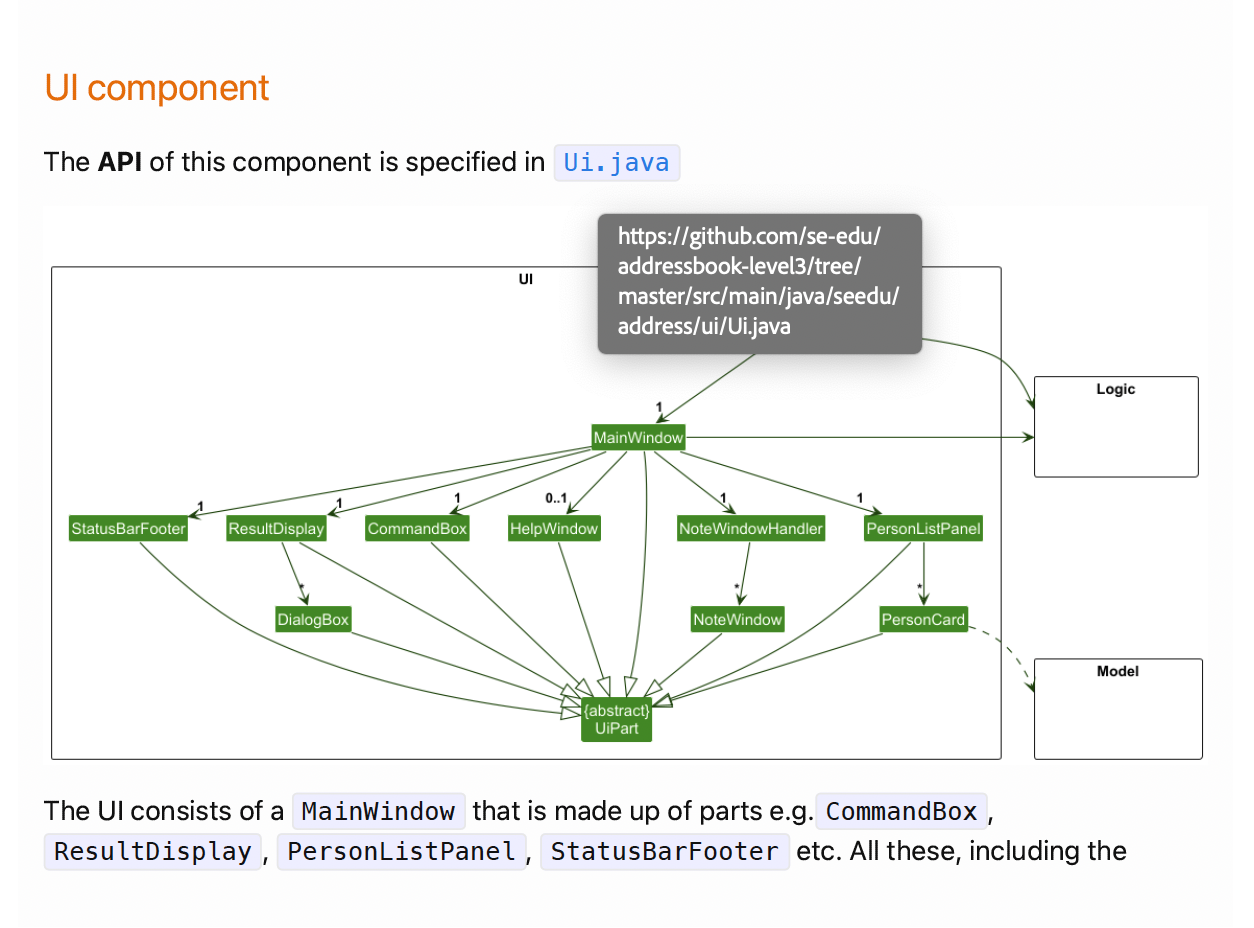 UI component
The API of this component is specified in Ui.java
https://github.com/se-edu/
addressbook-level3/tree/
master/src/main/java/seedu/
address/ui/Ui.java
UI
Logic
1
MainWindow
1 1 1 0..1 1 1
StatusBarFooter ResultDisplay CommandBox HelpWindow NoteWindowHandler PersonListPanel
* * *
DialogBox NoteWindow PersonCard
Model
{abstract}
UiPart
The UI consists of a MainWindow that is made up of parts e.g. CommandBox,
ResultDisplay, PersonListPanel, StatusBarFooter etc. All these, including the